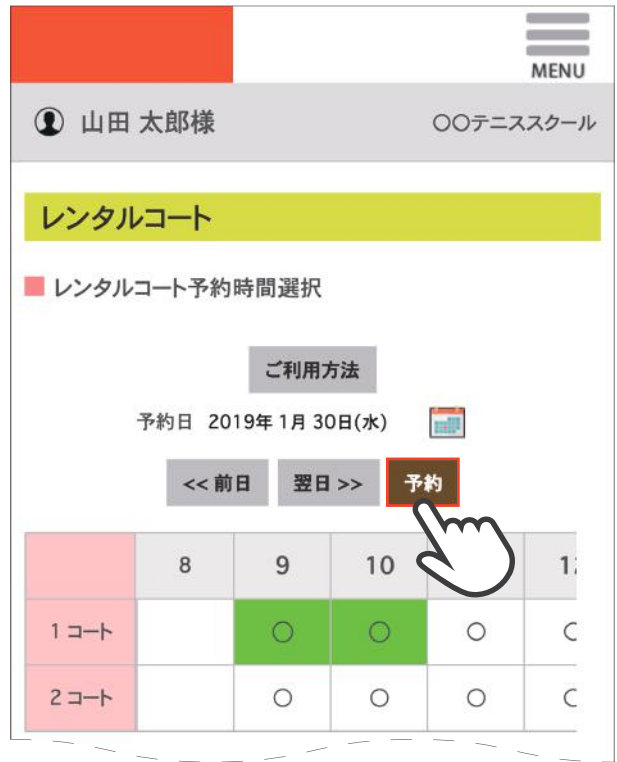 MENU
山田 太郎様 〇〇テニススクール
レンタルコート
レンタルコート予約時間選択
ご利用方法
予約日 2019年 1月 30日(水)
<< 前日 翌日 >> 予約
8 9 10
1 コート ○ ○ ○
2 コート ○ ○ ○